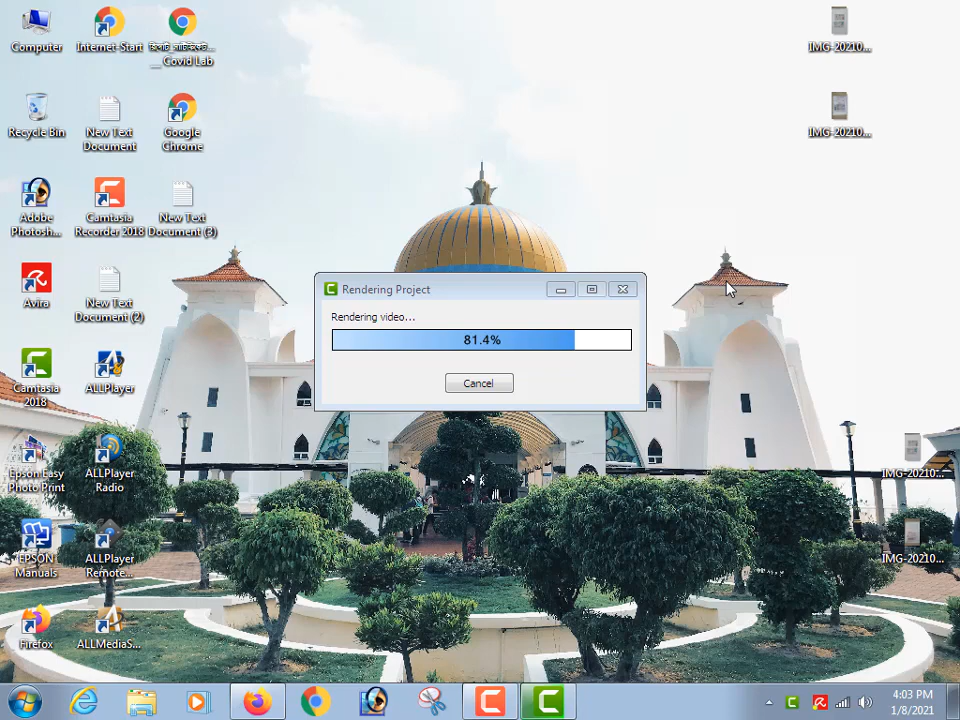 Computer
Internet-Start
__ Covid Lab
IMG-20210...
Recycle Bin
New Text
Document
Google
Chrome
IMG-20210...
Adobe
Photosh...
Camtasia
Recorder 2018
New Text
Document (3)
Rendering Project
Rendering video...
81.4%
Cancel
Avira
New Text
Document (2)
Camtasia
2018
ALLPlayer
Epson Easy
Photo Print
ALLPlayer
Radio
IMG-20210...
EPSON
Manuals
ALLPlayer
Remote...
IMG-20210...
Firefox
ALLMediaS...
4:03 PM
1/8/2021